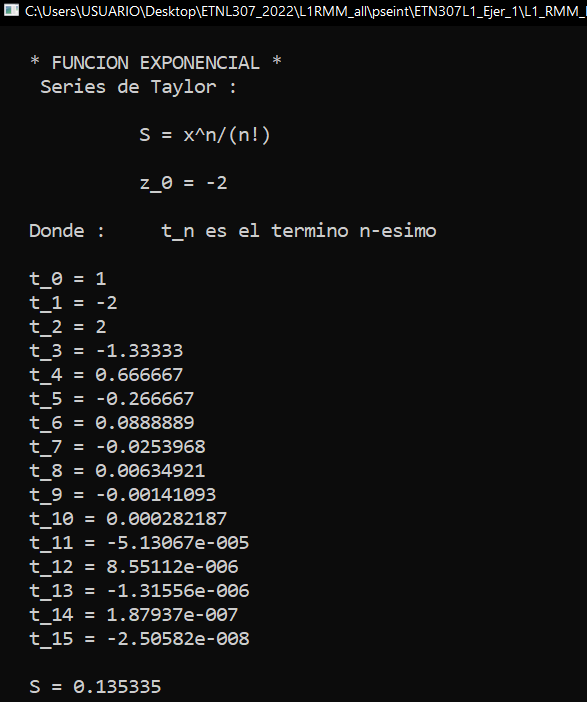 C:\Users\USUARIO\Desktop\ETNL307_2022\L1RMM_all\pseint\ETN307L1_Ejer_1\L1_RMM_
* FUNCION EXPONENCIAL *
Series de Taylor :
S = x^n/(n!)
z_0 = -2
Donde :     t_n es el termino n-esimo
t_0 = 1
t_1 = -2
t_2 = 2
t_3 = -1.33333
t_4 = 0.666667
t_5 = -0.266667
t_6 = 0.0888889
t_7 = -0.0253968
t_8 = 0.00634921
t_9 = -0.00141093
t_10 = 0.000282187
t_11 = -5.13067e-005
t_12 = 8.55112e-006
t_13 = -1.31556e-006
t_14 = 1.87937e-007
t_15 = -2.50582e-008
S = 0.135335